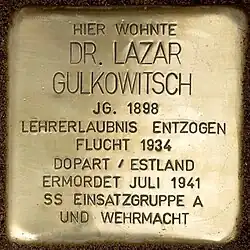 HIER WOHNTE
DR. LAZAR
GULKOWITSCH
JG. 1898
LEHRERLAUBNIS ENTZOGEN
FLUCHT 1934
DOPART / ESTLAND
ERMORDET JULI 1941
SS EINSATZGRUPPE A
UND WEHRMACHT